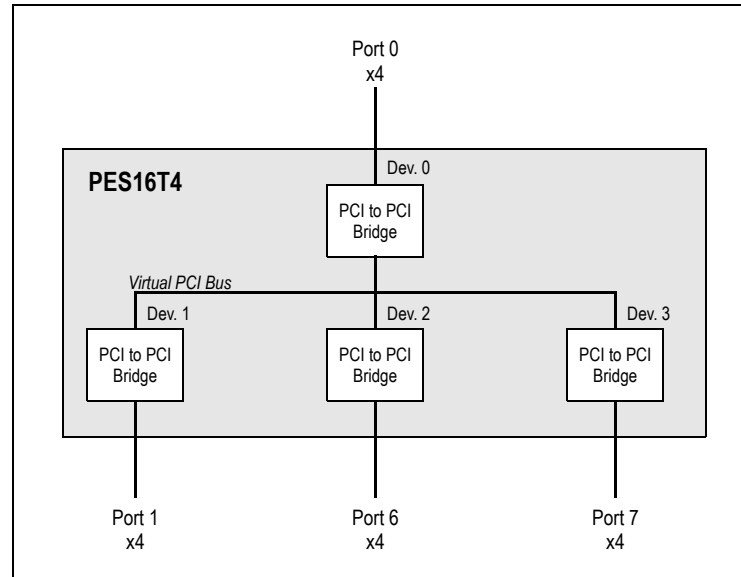 Port 0
x4
PES16T4
Dev. 0
PCI to PCI
Bridge
Virtual PCI Bus
Dev. 1
Dev. 2
Dev. 3
PCI to PCI
Bridge
PCI to PCI
Bridge
PCI to PCI
Bridge
Port 1
x4
Port 6
x4
Port 7
x4